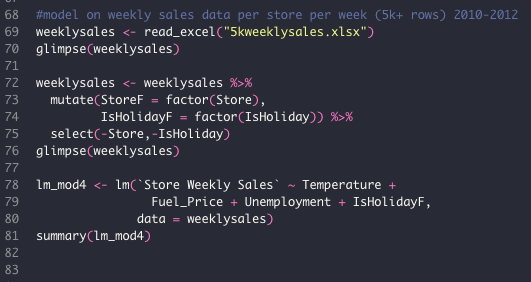 68 #model on weekly sales data per store per week (5k+ rows) 2010-2012
69 weeklysales <- read_excel("5kweeklysales.xlsx")
70 glimpse(weeklysales)
71
72 weeklysales <- weeklysales %>%
73   mutate(StoreF = factor(Store),
74          IsHolidayF = factor(IsHoliday)) %>%
75   select(-Store,-IsHoliday)
76 glimpse(weeklysales)
77
78 lm_mod4 <- lm(`Store Weekly Sales` ~ Temperature +
79                 Fuel_Price + Unemployment + IsHolidayF,
80               data = weeklysales)
81 summary(lm_mod4)
82
83